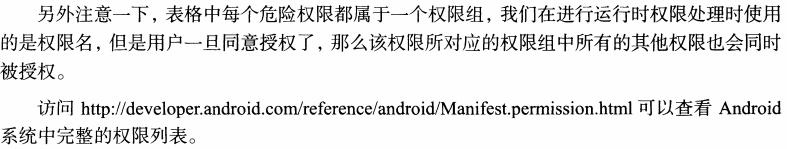 另外注意一下，表格中每个危险权限都属于一个权限组，我们在进行运行时权限处理时使用
的是权限名，但是用户一旦同意授权了，那么该权限所对应的权限组中所有的其他权限也会同时
被授权。
访问 http://developer.android.com/reference/android/Manifest.permission.html 可以查看 Android
系统中完整的权限列表。